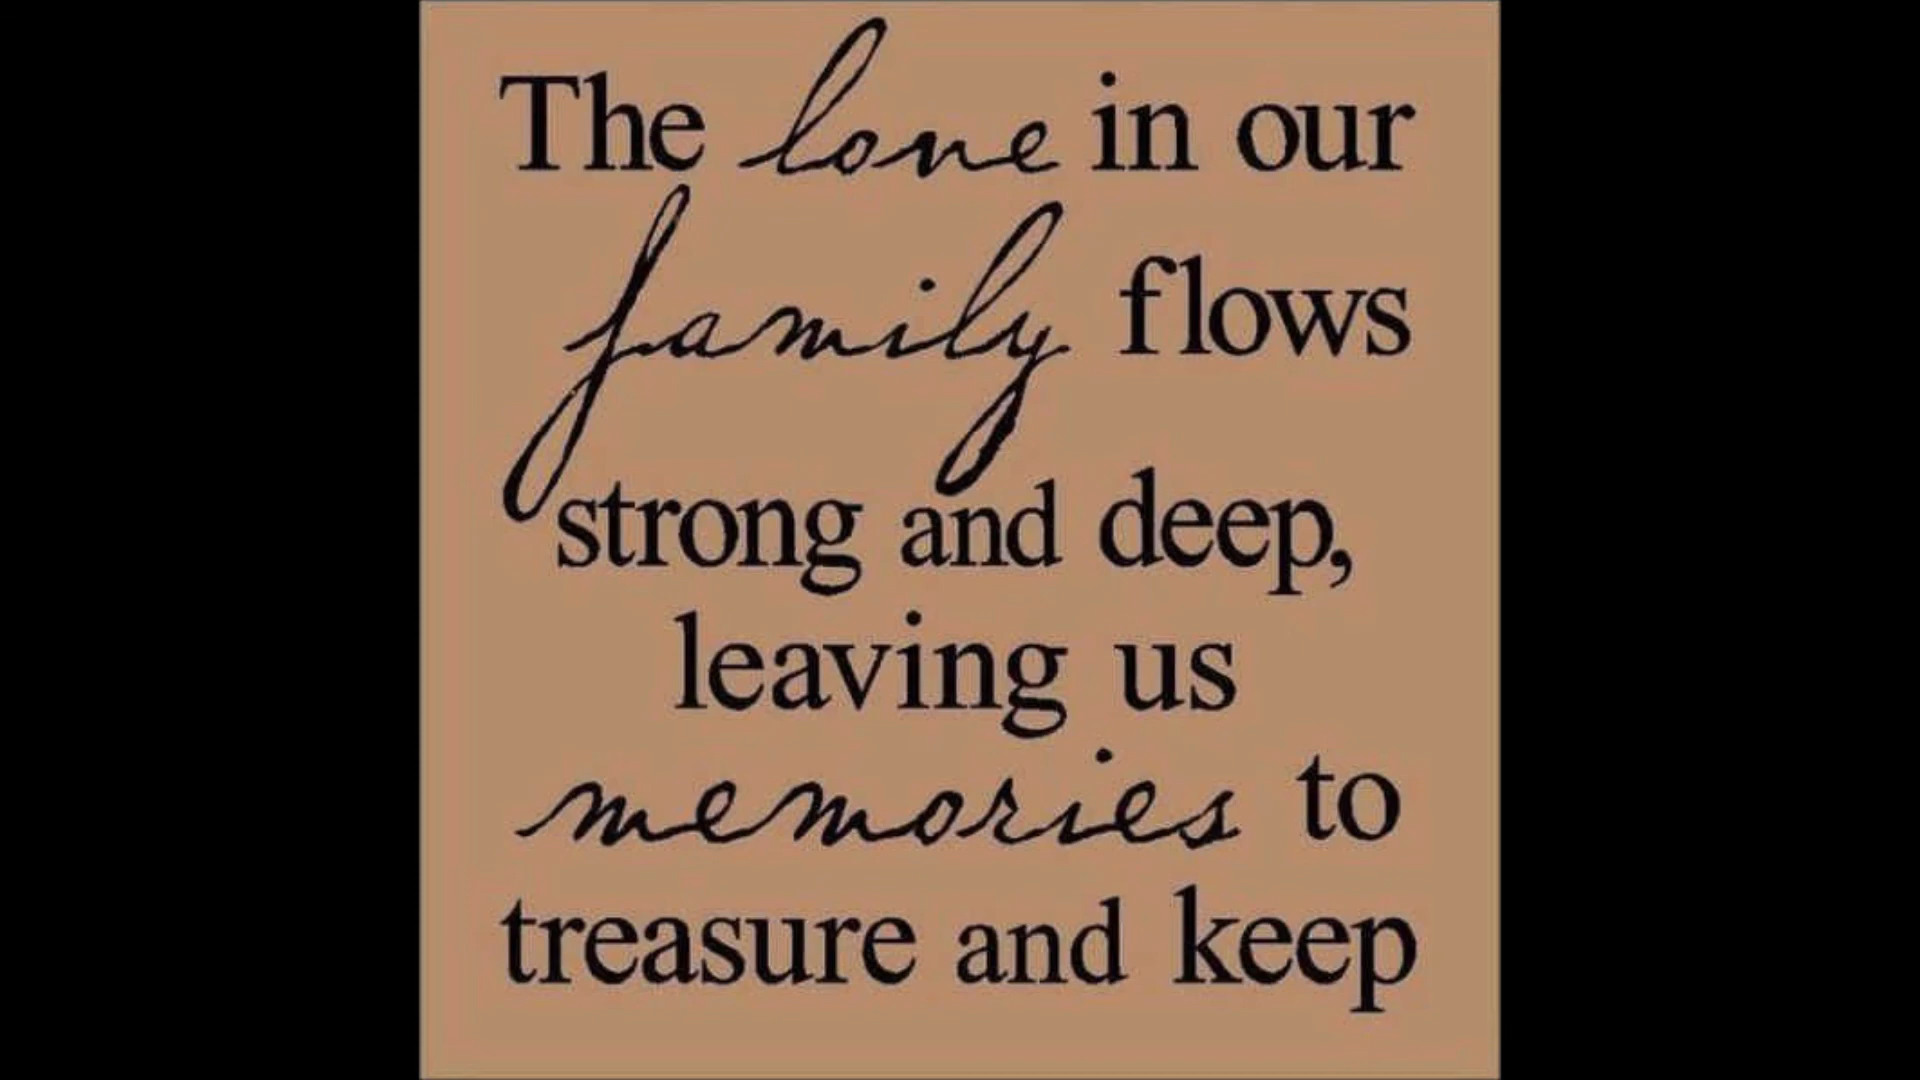 The love in our
family flows
strong and deep,
leaving us
memories to
treasure and keep